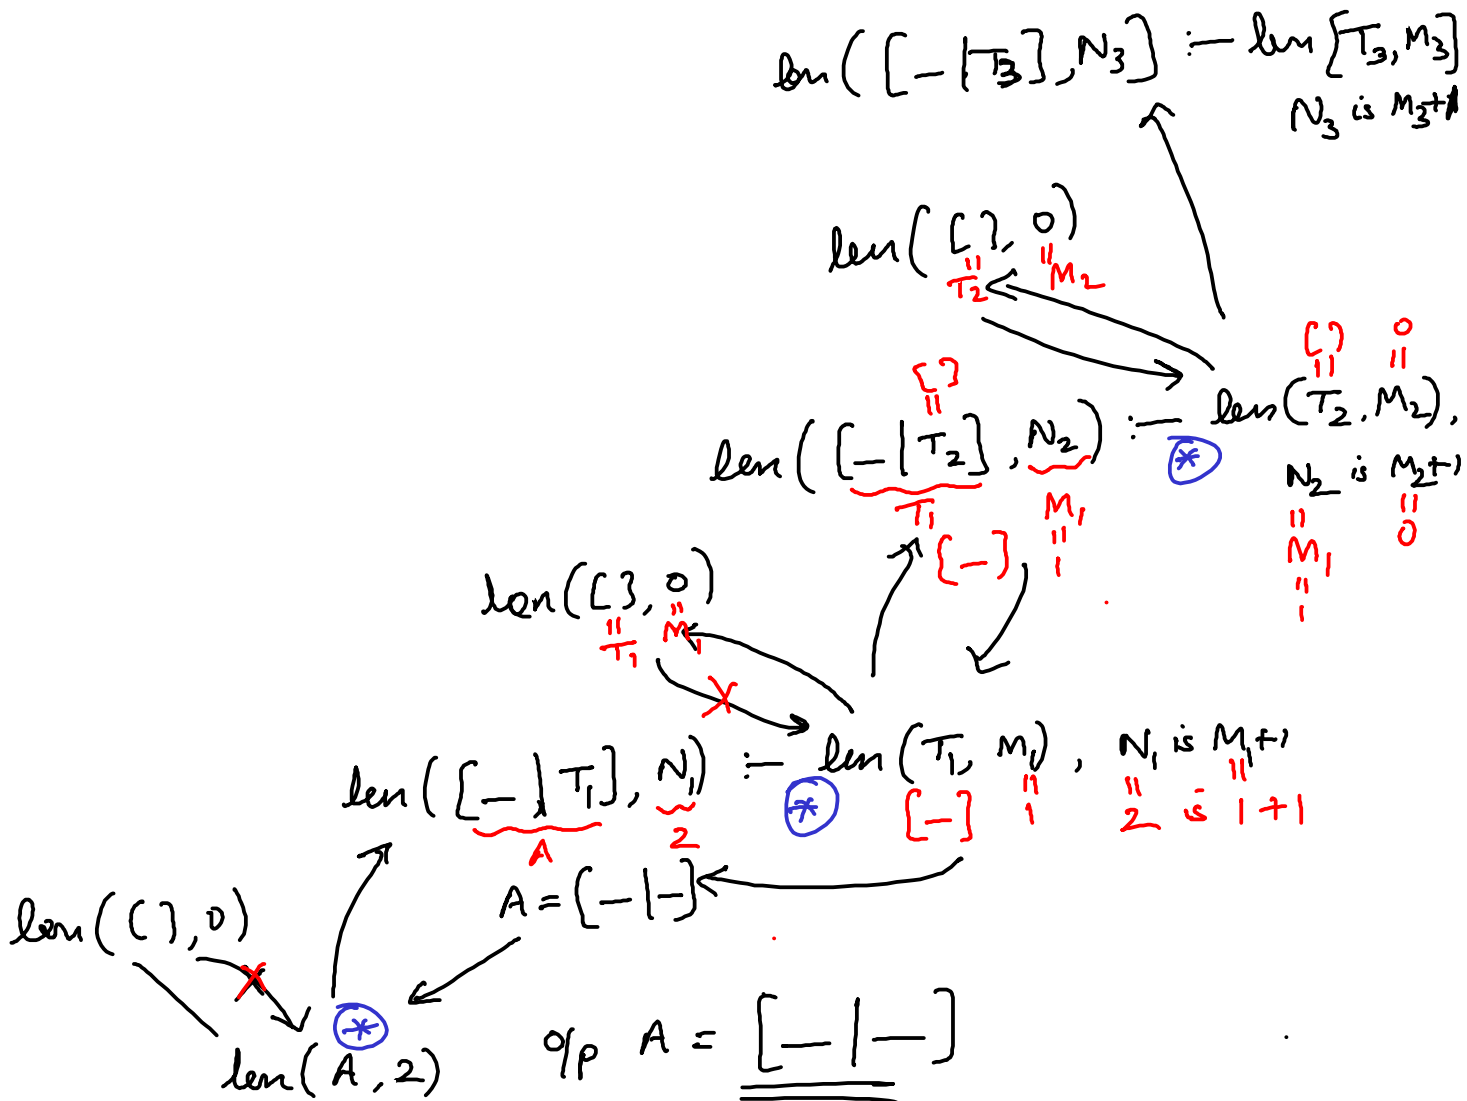 len([_|T3], N3] :- len[T3, M3]
N3 is M3+1
len([], 0)
=
=
T2
M2
[]
0
=
=
[]
=
len([_|T2], N2) :- len(T2, M2),
*
T1
M1
=
1
[_]
N2 is M2+1
=
=
M1
0
=
1
len([], 0)
=
=
T1
M1
X
len([_|T1], N1) :- len(T1, M1), N1 is M1+1
*
=
=
=
A
2
[_]
1
2 is 1+1
A = [_|_]
len([], 0)
X
*
len(A, 2)
o/p A = [_|_]